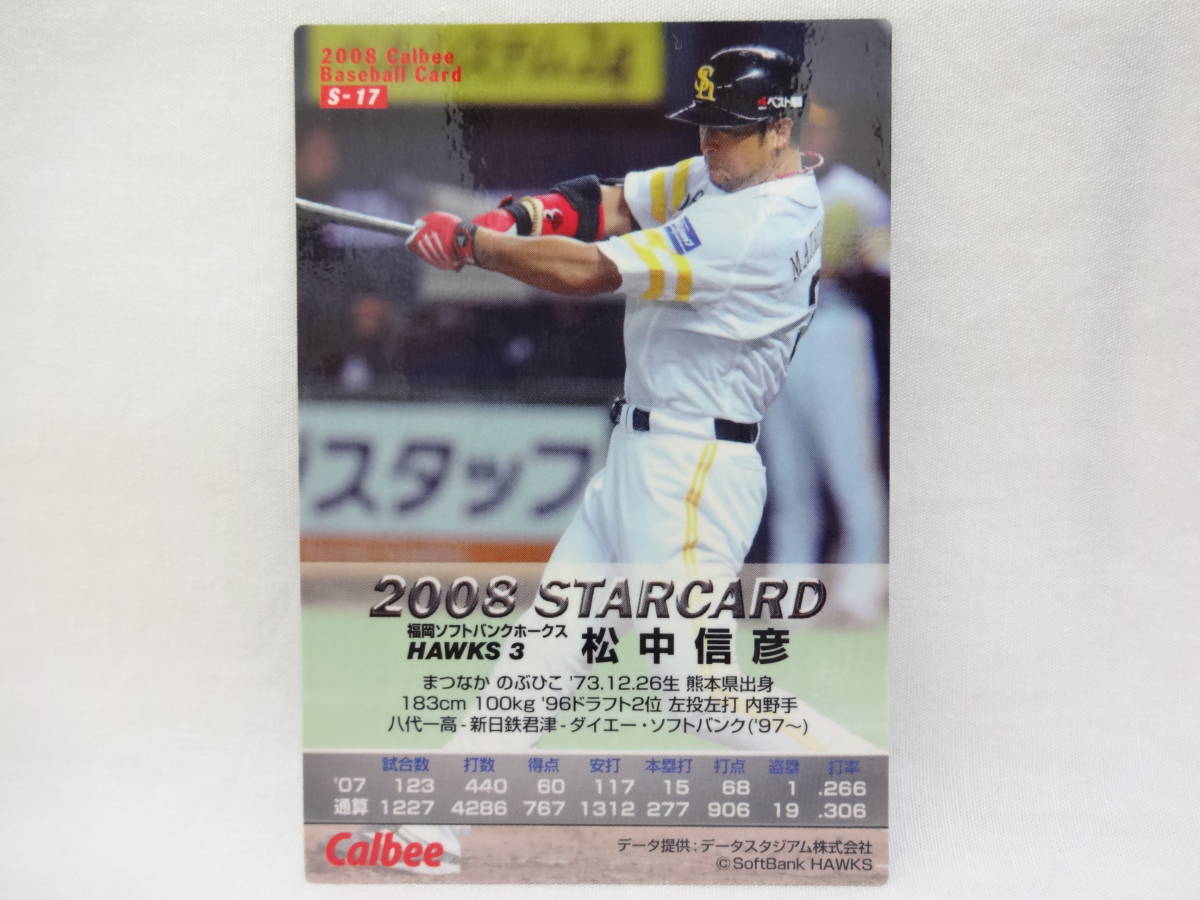 2008 Calbee
Baseball Card
S-17
スタッフ
2008 STARCARD
福岡ソフトバンクホークス
HAWKS 3 松中信彦
まつなか のぶひこ '73.12.26生 熊本県出身
183cm 100kg '96ドラフト2位 左投左打 内野手
八代一高-新日鉄君津-ダイエー・ソフトバンク('97〜)
試合数 打数 得点 安打 本塁打 打点 盗塁 打率
'07 123 440 60 117 15 68 1 .266
通算 1227 4286 767 1312 277 906 19 .306
Calbee
データ提供:データスタジアム株式会社
©SoftBank HAWKS